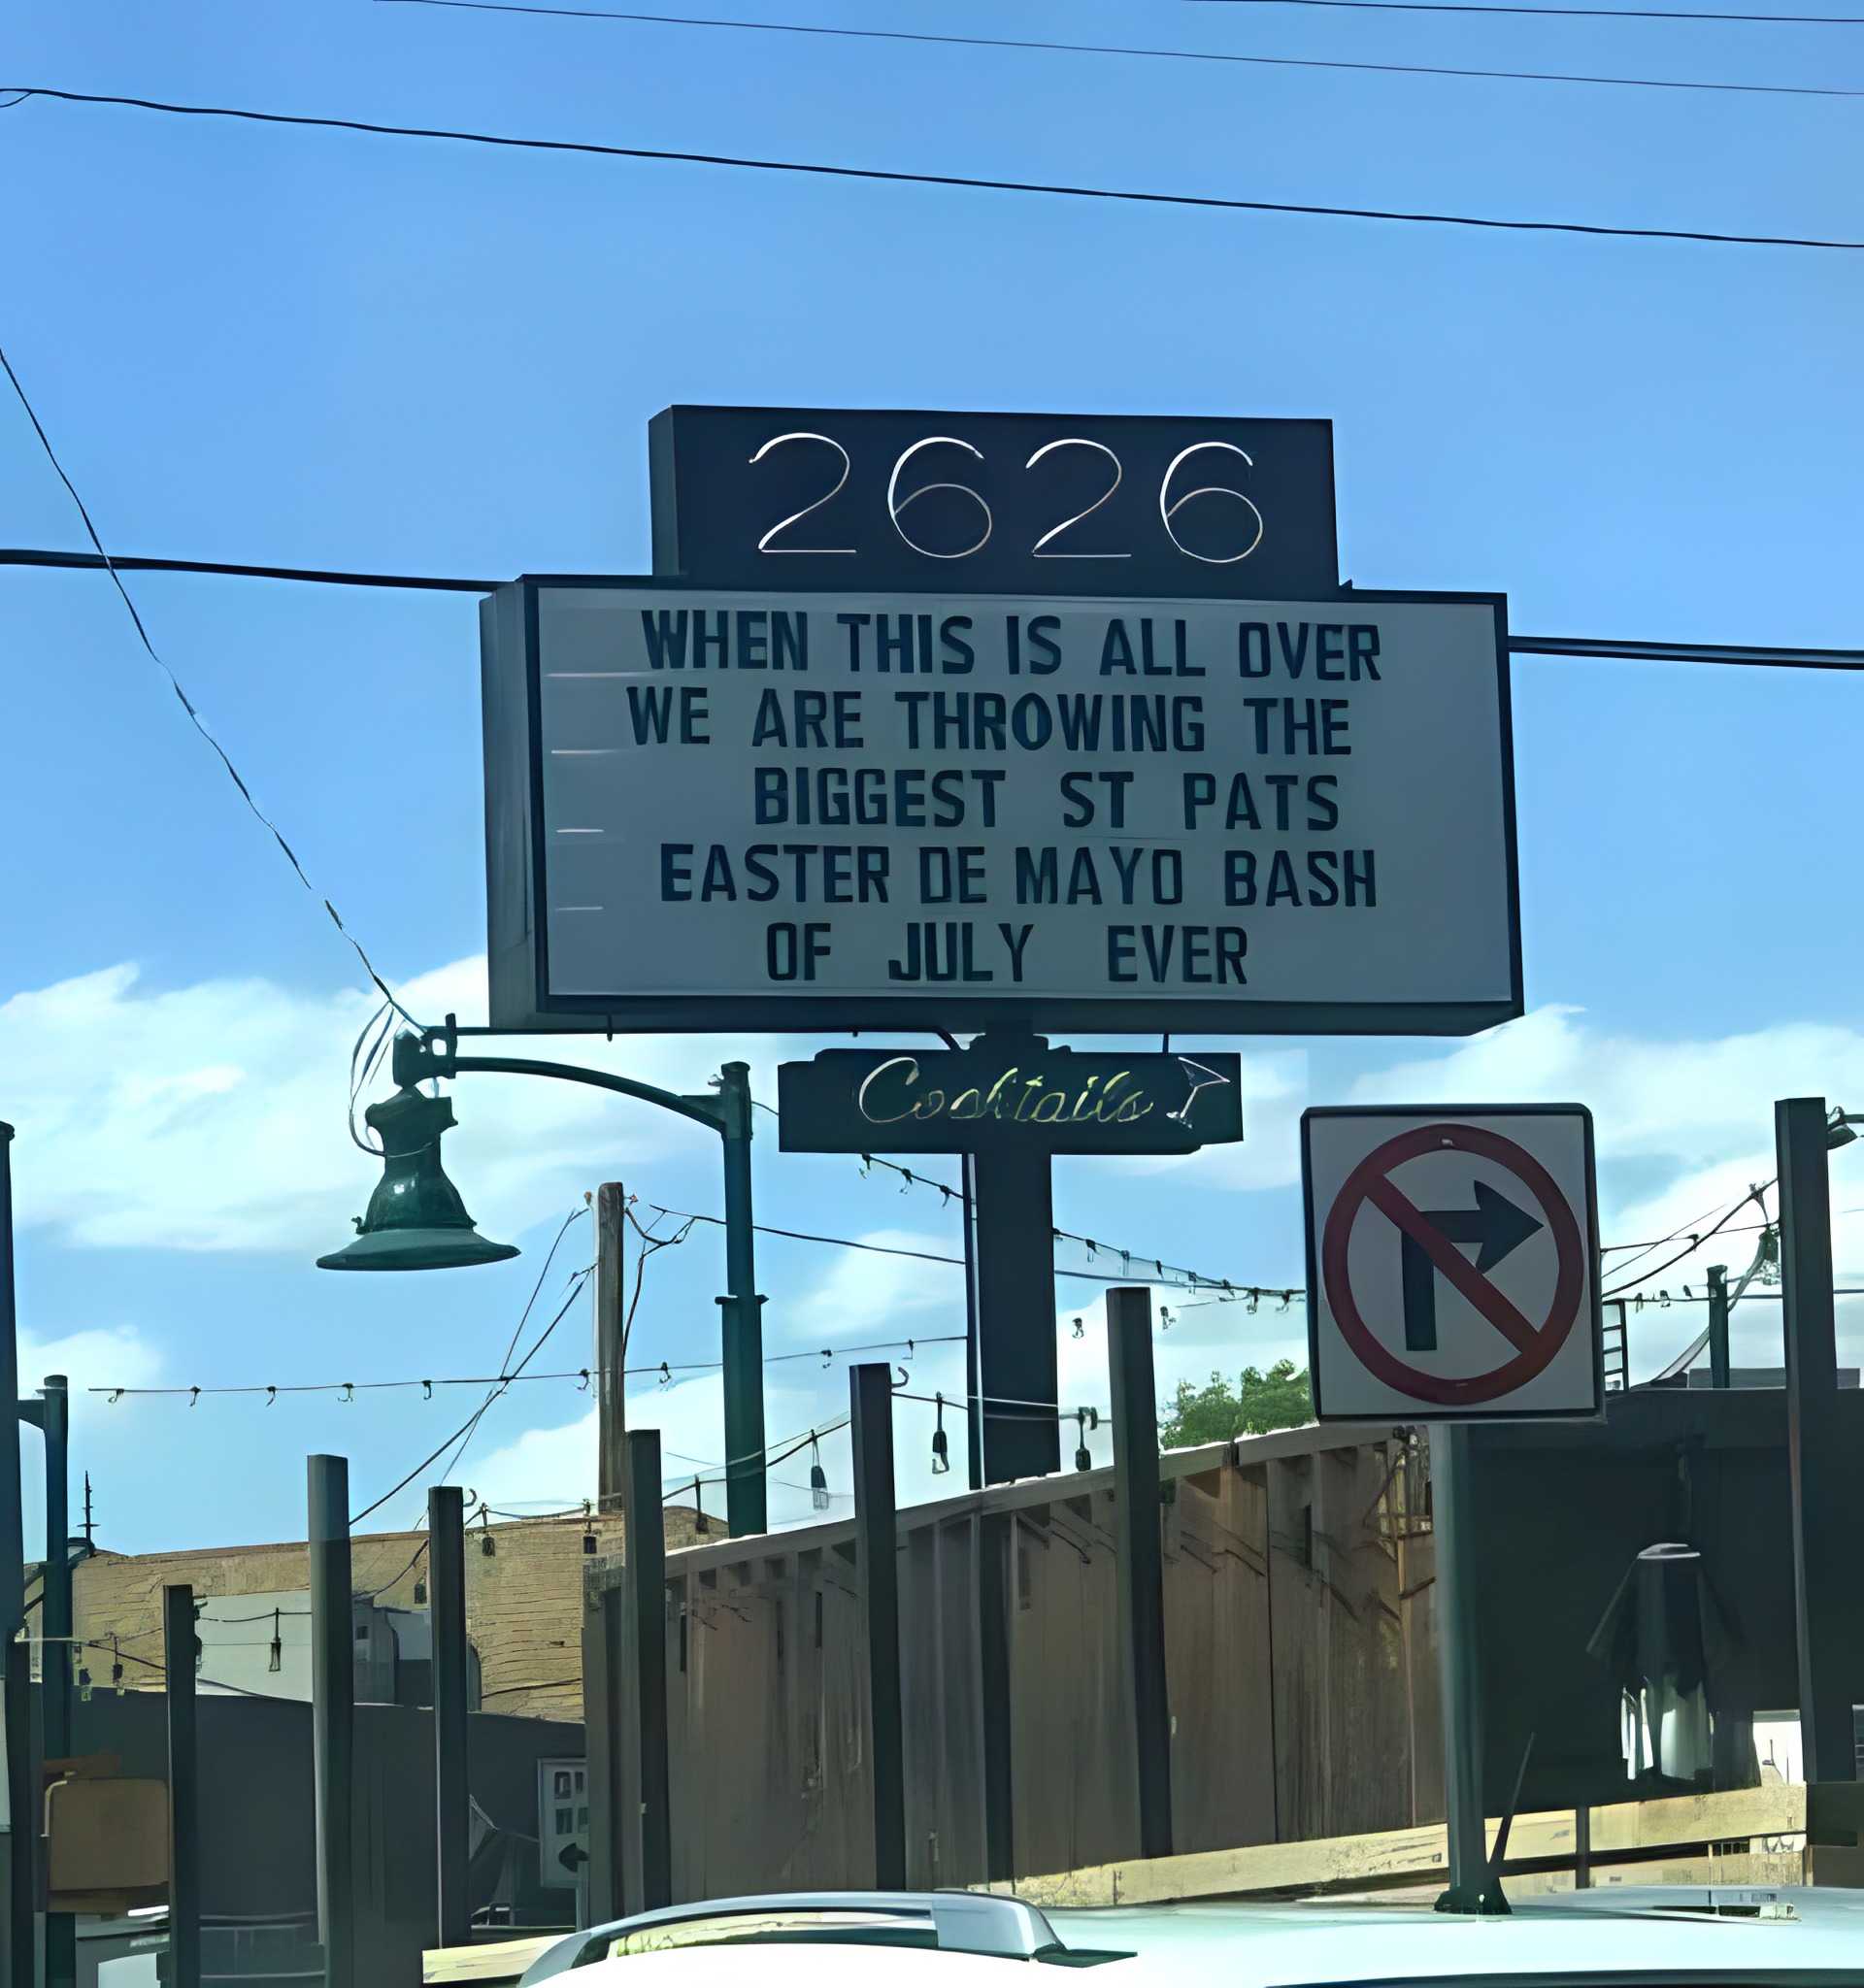 2626
WHEN THIS IS ALL OVER
WE ARE THROWING THE
BIGGEST ST PATS
EASTER DE MAYO BASH
OF JULY EVER
Cocktails